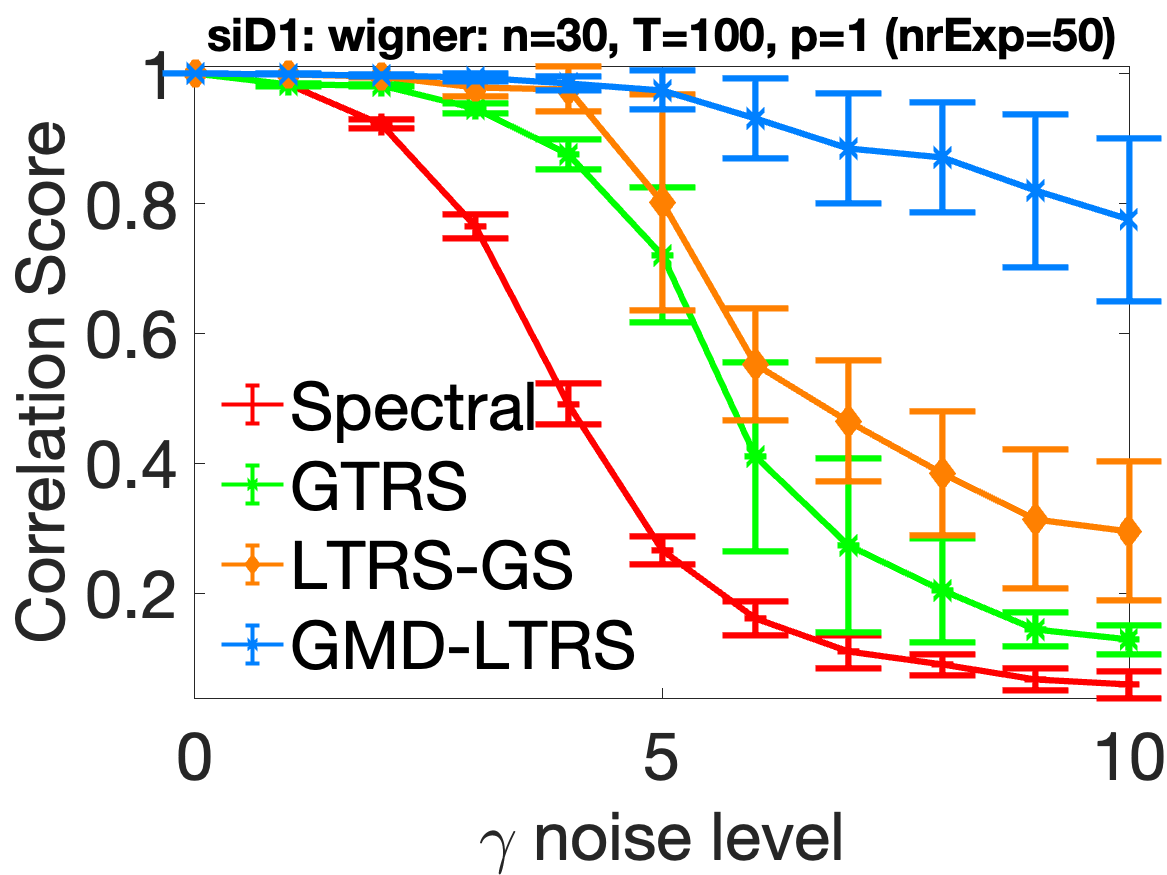 siD1: wigner: n=30, T=100, p=1 (nrExp=50)
Correlation Score
1
0.8
0.6
0.4
0.2
Spectral
GTRS
LTRS-GS
GMD-LTRS
0
5
10
γ noise level